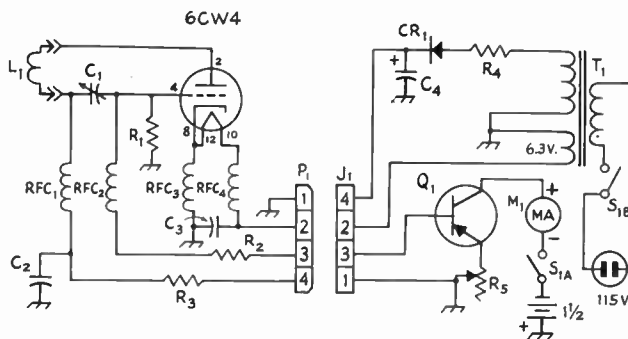 6CW4
L1
C1
2
4
8
12
10
R1
RFC1
RFC2
RFC3
RFC4
C3
C2
R2
R3
P1
1
2
3
4
J1
4
2
3
1
CR1
+
C4
R4
T1
6.3V.
Q1
M1
+
MA
−
S1A
S1B
R5
+
1½
115V